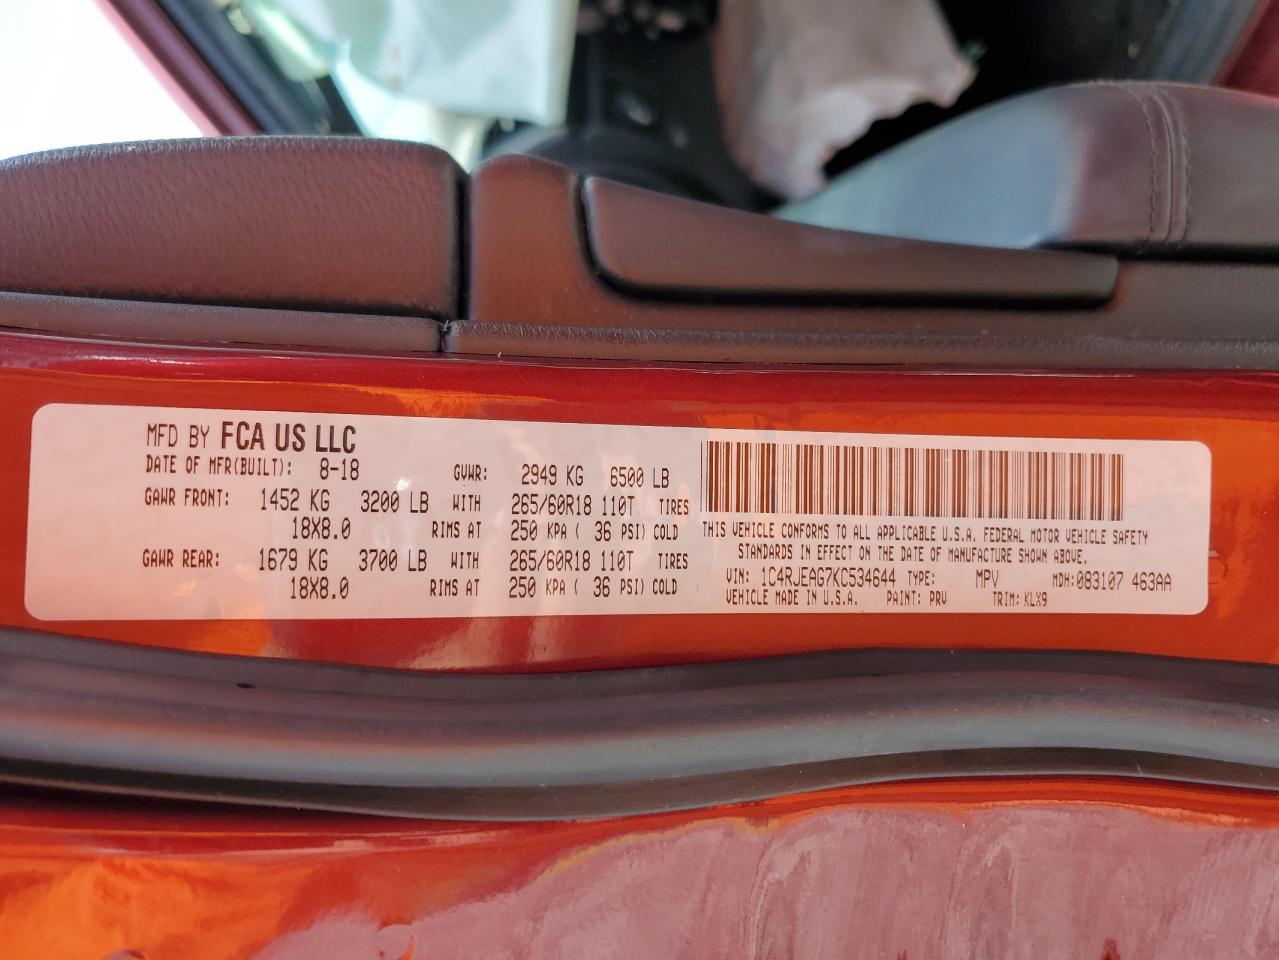 MFD BY FCA US LLC
DATE OF MFR(BUILT): 8-18 GVWR: 2949 KG 6500 LB
GAWR FRONT: 1452 KG 3200 LB WITH 265/60R18 110T TIRES
18X8.0 RIMS AT 250 KPA ( 36 PSI) COLD
GAWR REAR: 1679 KG 3700 LB WITH 265/60R18 110T TIRES
18X8.0 RIMS AT 250 KPA ( 36 PSI) COLD
THIS VEHICLE CONFORMS TO ALL APPLICABLE U.S.A. FEDERAL MOTOR VEHICLE SAFETY
STANDARDS IN EFFECT ON THE DATE OF MANUFACTURE SHOWN ABOVE.
VIN: 1C4RJEAG7KC534644 TYPE: MPV MDH: 083107 463AA
VEHICLE MADE IN U.S.A. PAINT: PRV TRIM: KLX9